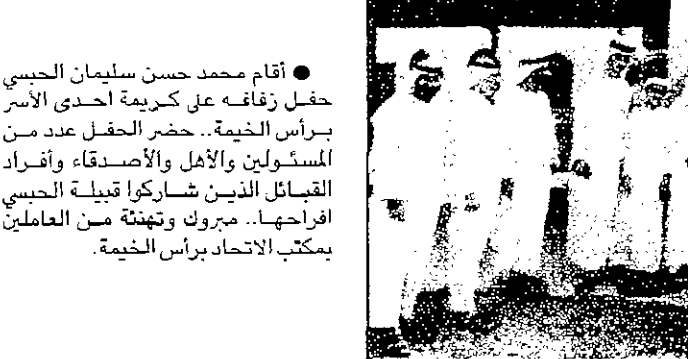 ● أقام محمد حسن سليمان الحبسي
حفل زفافه على كريمة احدى الأسر
برأس الخيمة.. حضر الحفل عدد من
المسئولين والأهل والأصدقاء وأفراد
القبائل الذين شاركوا قبيلة الحبسي
افراحها.. مبروك وتهنئة من العاملين
بمكتب الاتحاد برأس الخيمة.